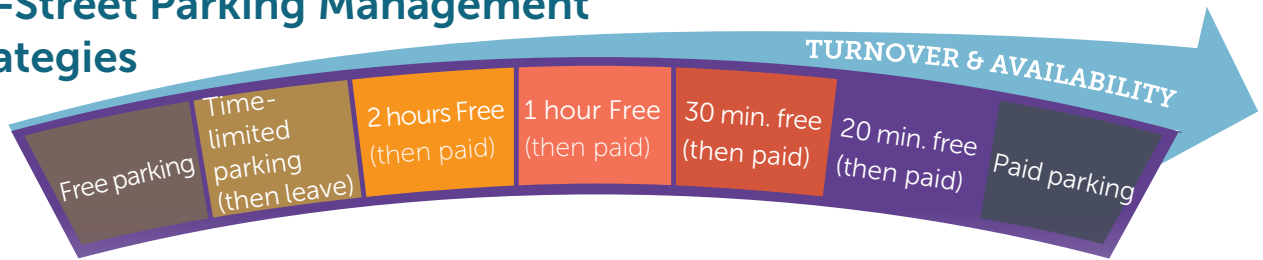 -Street Parking Management
ategies
TURNOVER & AVAILABILITY
Free parking
Time-
limited
parking
(then leave)
2 hours Free
(then paid)
1 hour Free
(then paid)
30 min. free
(then paid)
20 min. free
(then paid)
Paid parking